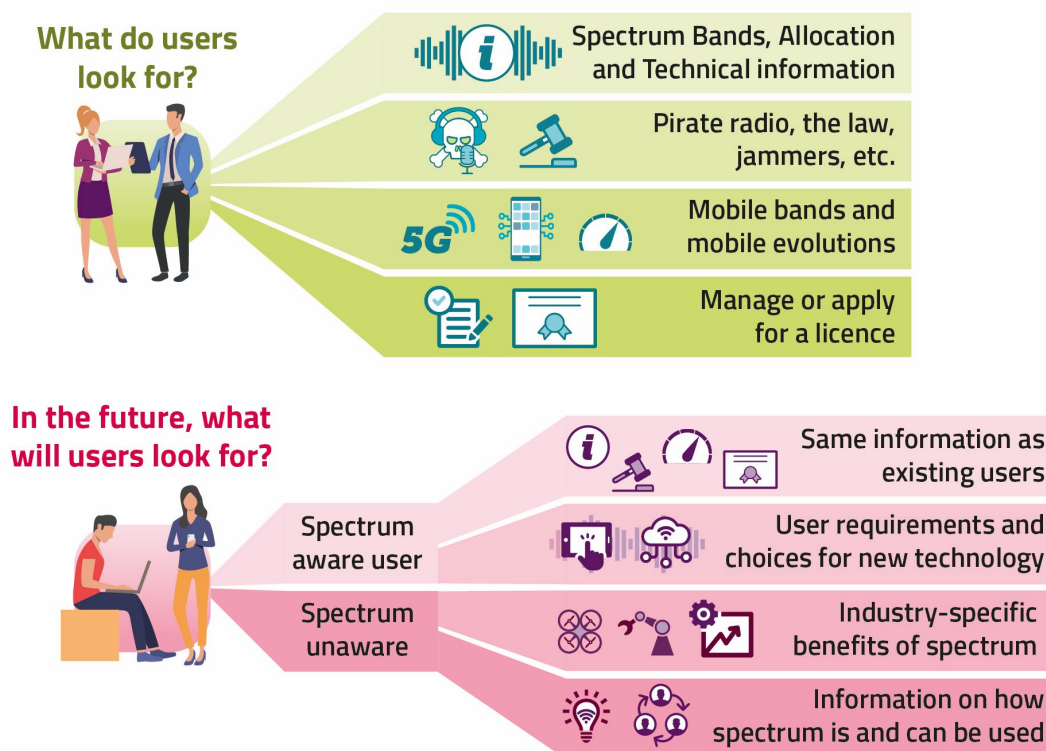 What do users
look for?
Spectrum Bands, Allocation
and Technical information
Pirate radio, the law,
jammers, etc.
5G
Mobile bands and
mobile evolutions
Manage or apply
for a licence
In the future, what
will users look for?
Spectrum
aware user
Spectrum
unaware
Same information as
existing users
User requirements and
choices for new technology
Industry-specific
benefits of spectrum
Information on how
spectrum is and can be used